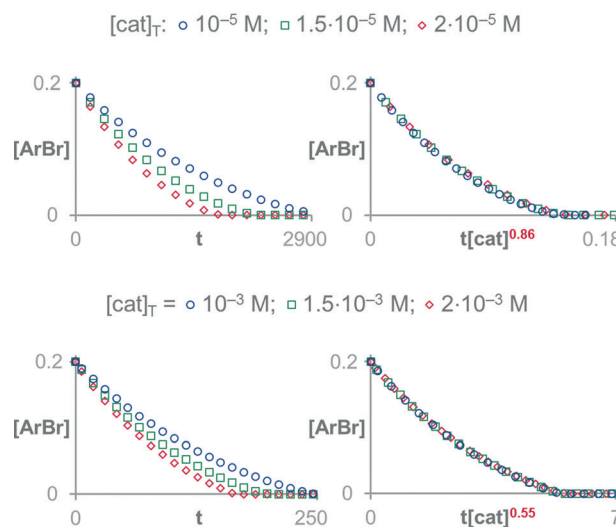 [cat]T: 10⁻⁵ M; 1.5·10⁻⁵ M; 2·10⁻⁵ M
0.2 0.2
[ArBr] [ArBr]
0 0
0 t 2900 0 t[cat]^0.86 0.18
[cat]T = 10⁻³ M; 1.5·10⁻³ M; 2·10⁻³ M
0.2 0.2
[ArBr] [ArBr]
0 0
0 t 250 0 t[cat]^0.55 7